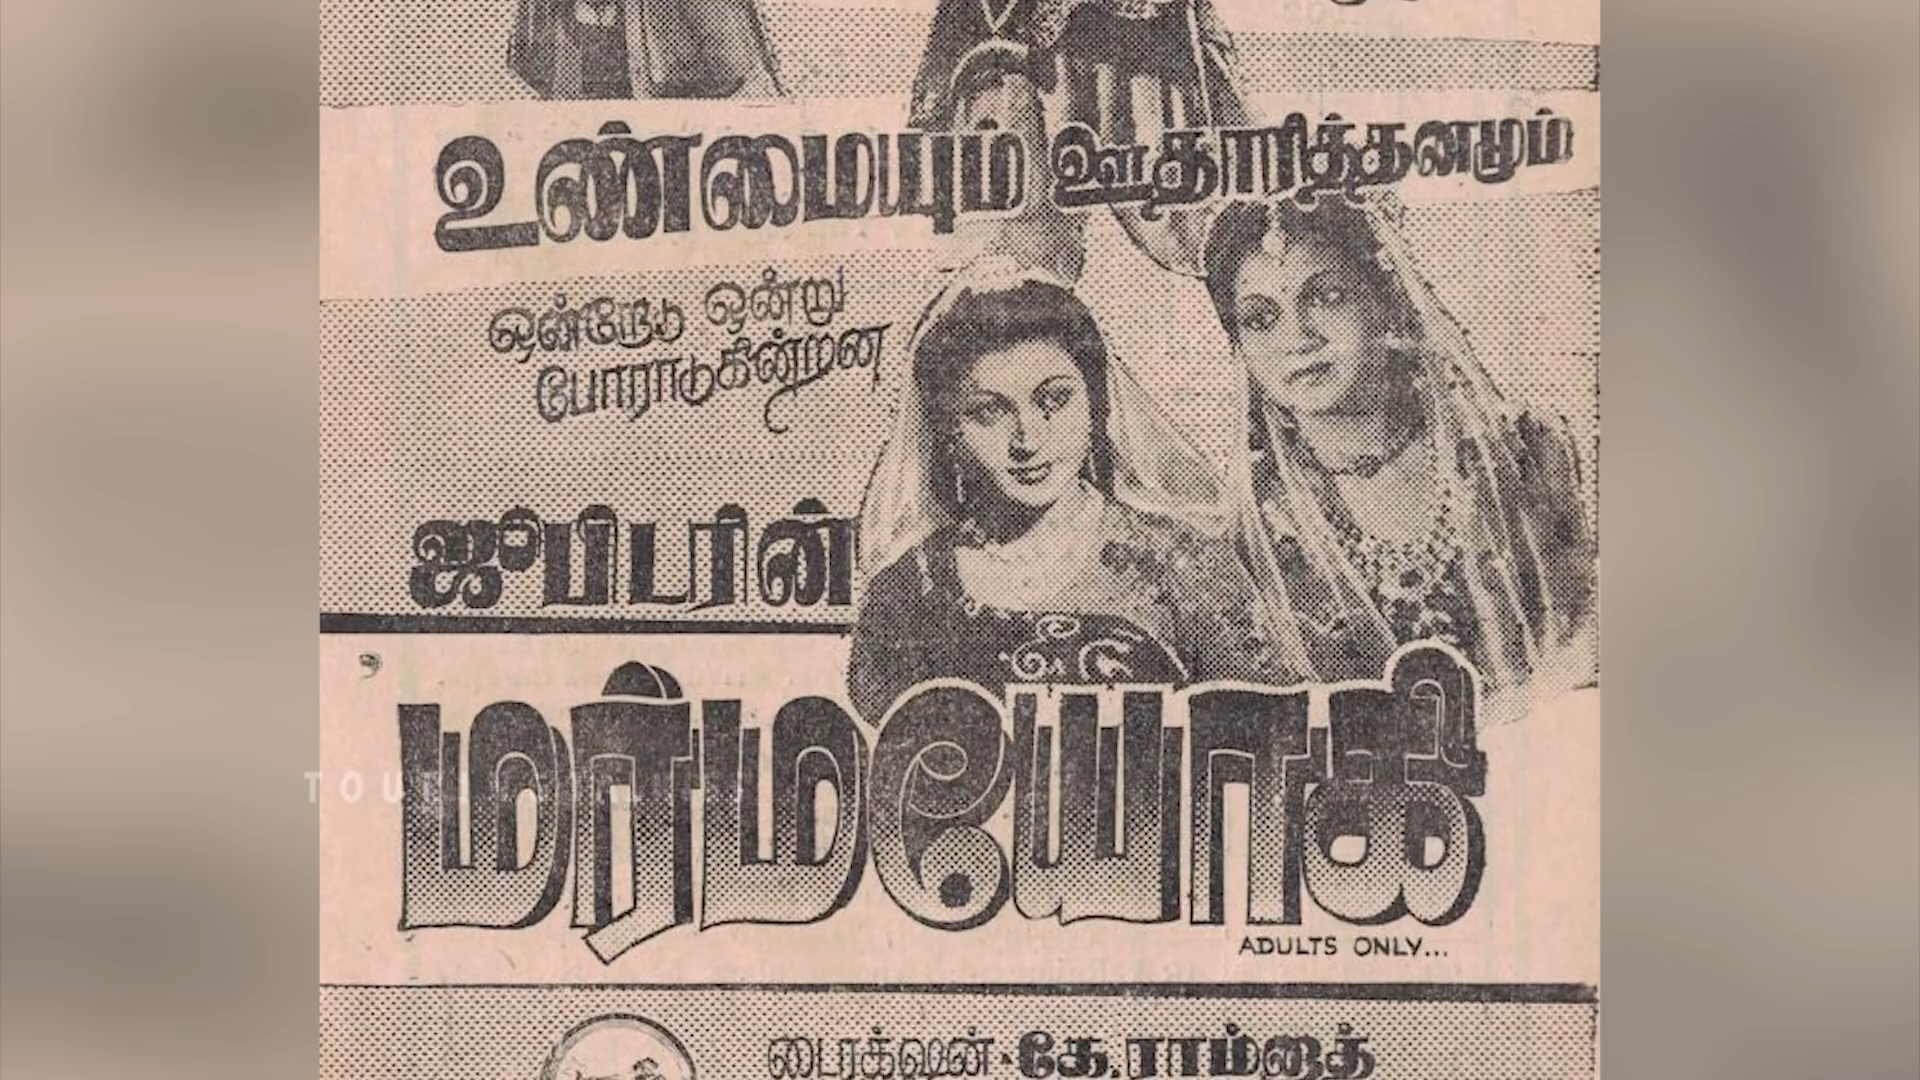 உண்மையும் ஊதாரித்தனமும்
ஒன்றோடு ஒன்று
போராடுகின்றன
ஜுபிடரின்
மர்மயோகி
ADULTS ONLY...
டைரக்ஷன் கே. ராம்னாத்